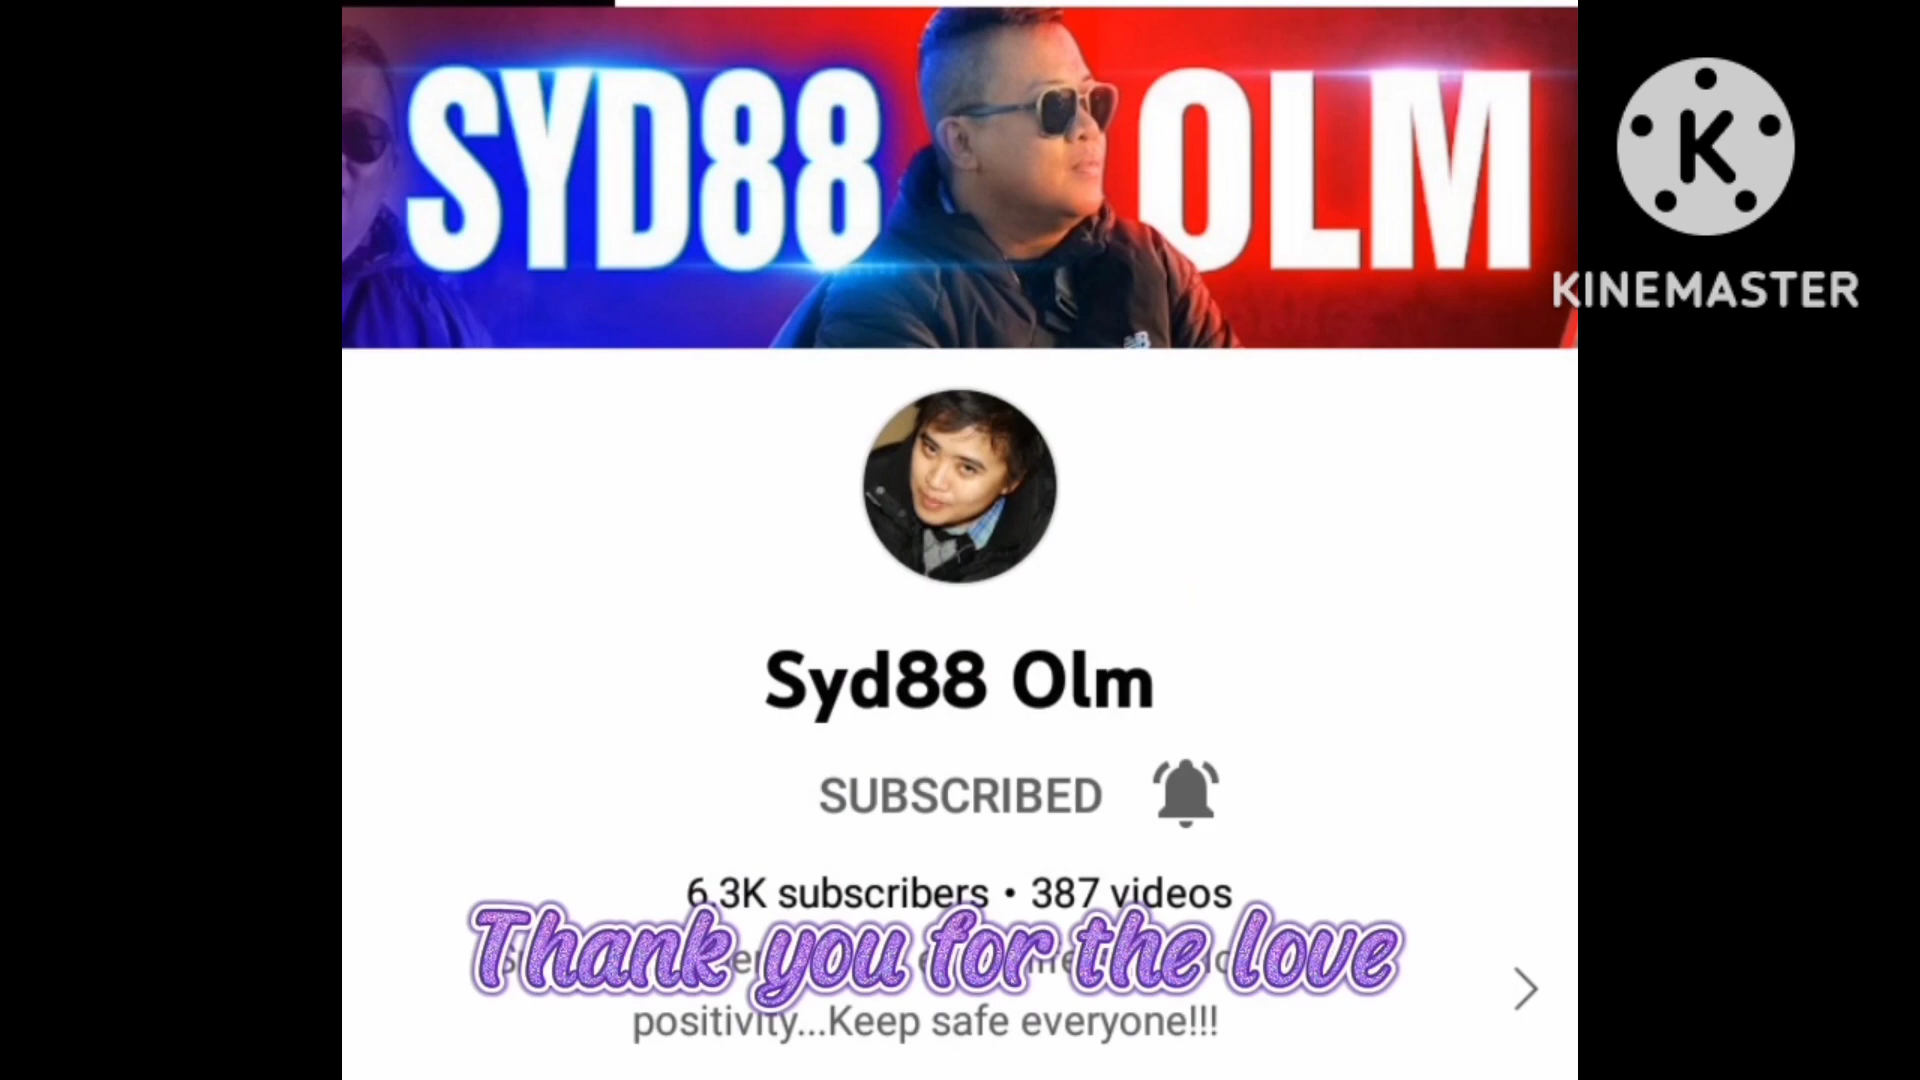 SYD88 OLM
K
KINEMASTER
Syd88 Olm
SUBSCRIBED
6.3K subscribers • 387 videos
Thank you for the love
positivity...Keep safe everyone!!!